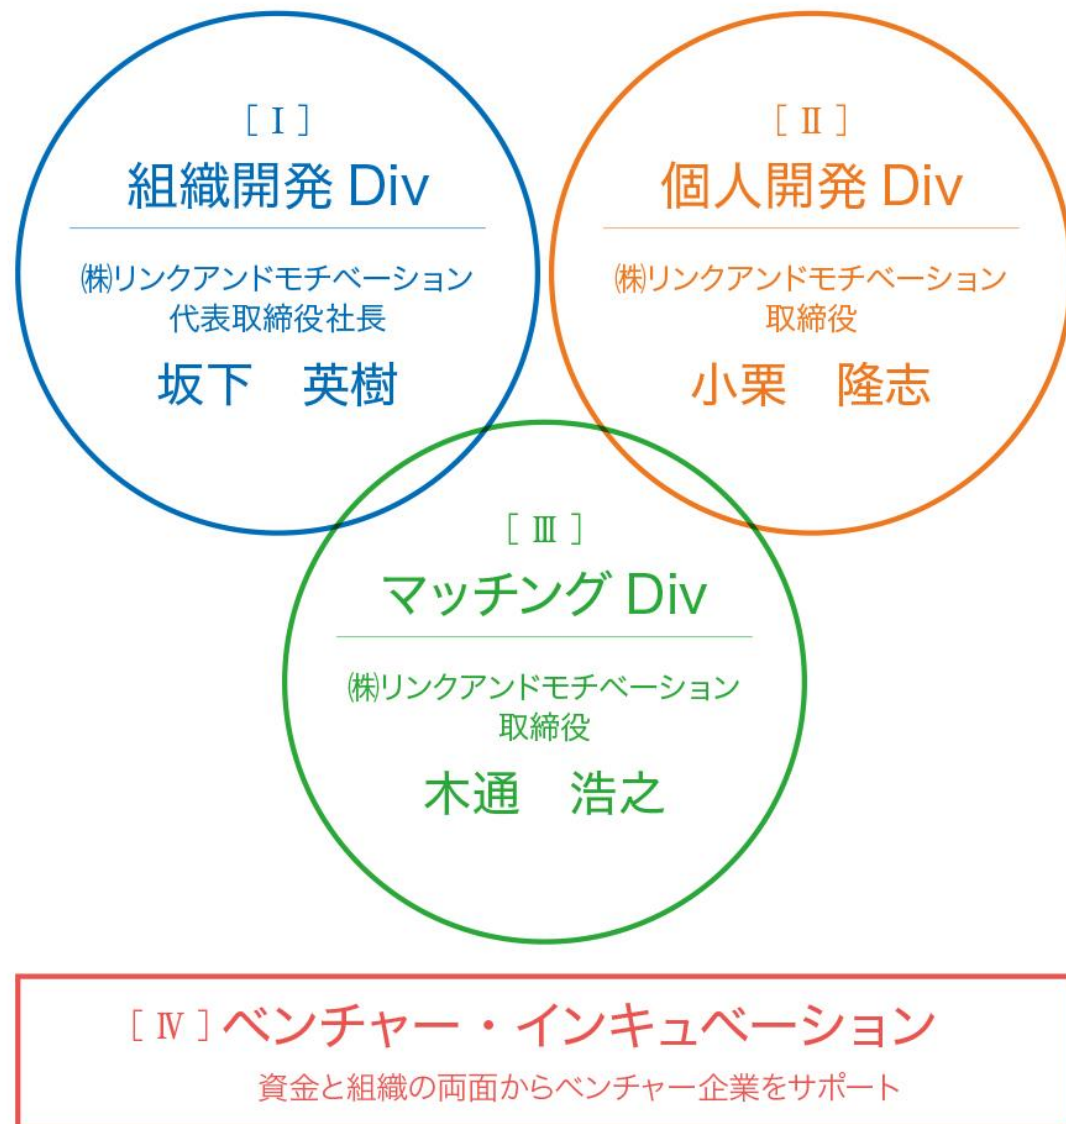 [ Ⅰ ]
組織開発 Div
㈱リンクアンドモチベーション
代表取締役社長
坂下　英樹
[ Ⅱ ]
個人開発 Div
㈱リンクアンドモチベーション
取締役
小栗　隆志
[ Ⅲ ]
マッチング Div
㈱リンクアンドモチベーション
取締役
木通　浩之
[ Ⅳ ] ベンチャー・インキュベーション
資金と組織の両面からベンチャー企業をサポート